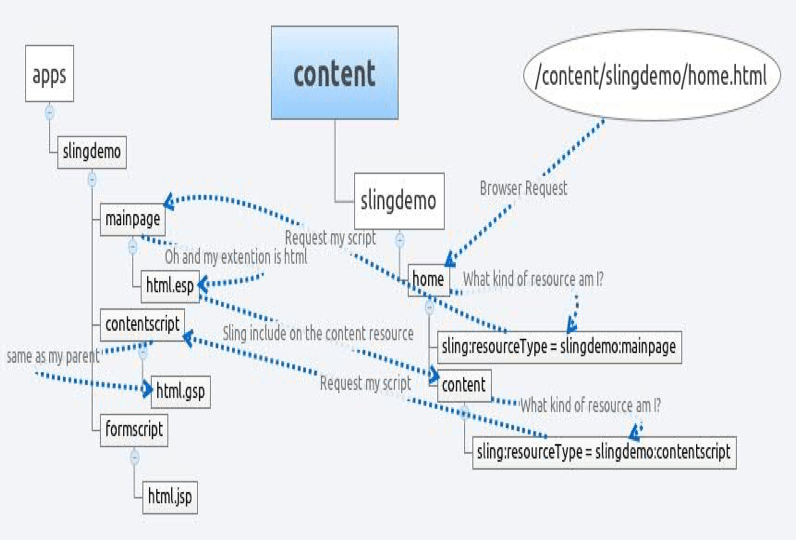 apps
content
/content/slingdemo/home.html
slingdemo
slingdemo
Browser Request
mainpage
Request my script
Oh and my extention is html
home
What kind of resource am I?
html.esp
contentscript
Sling include on the content resource
sling:resourceType = slingdemo:mainpage
same as my parent
html.gsp
Request my script
content
What kind of resource am I?
formscript
sling:resourceType = slingdemo:contentscript
html.jsp